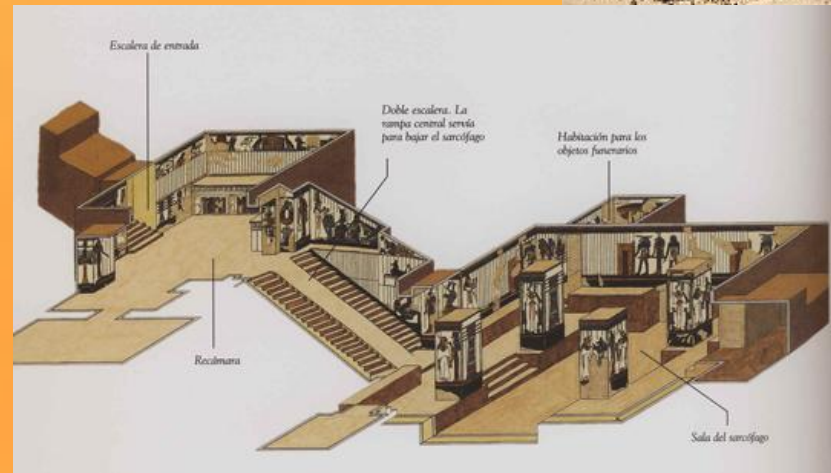 Escalera de entrada
Doble escalera. La
rampa central servía
para bajar el sarcófago
Habitación para los
objetos funerarios
Recámara
Sala del sarcófago